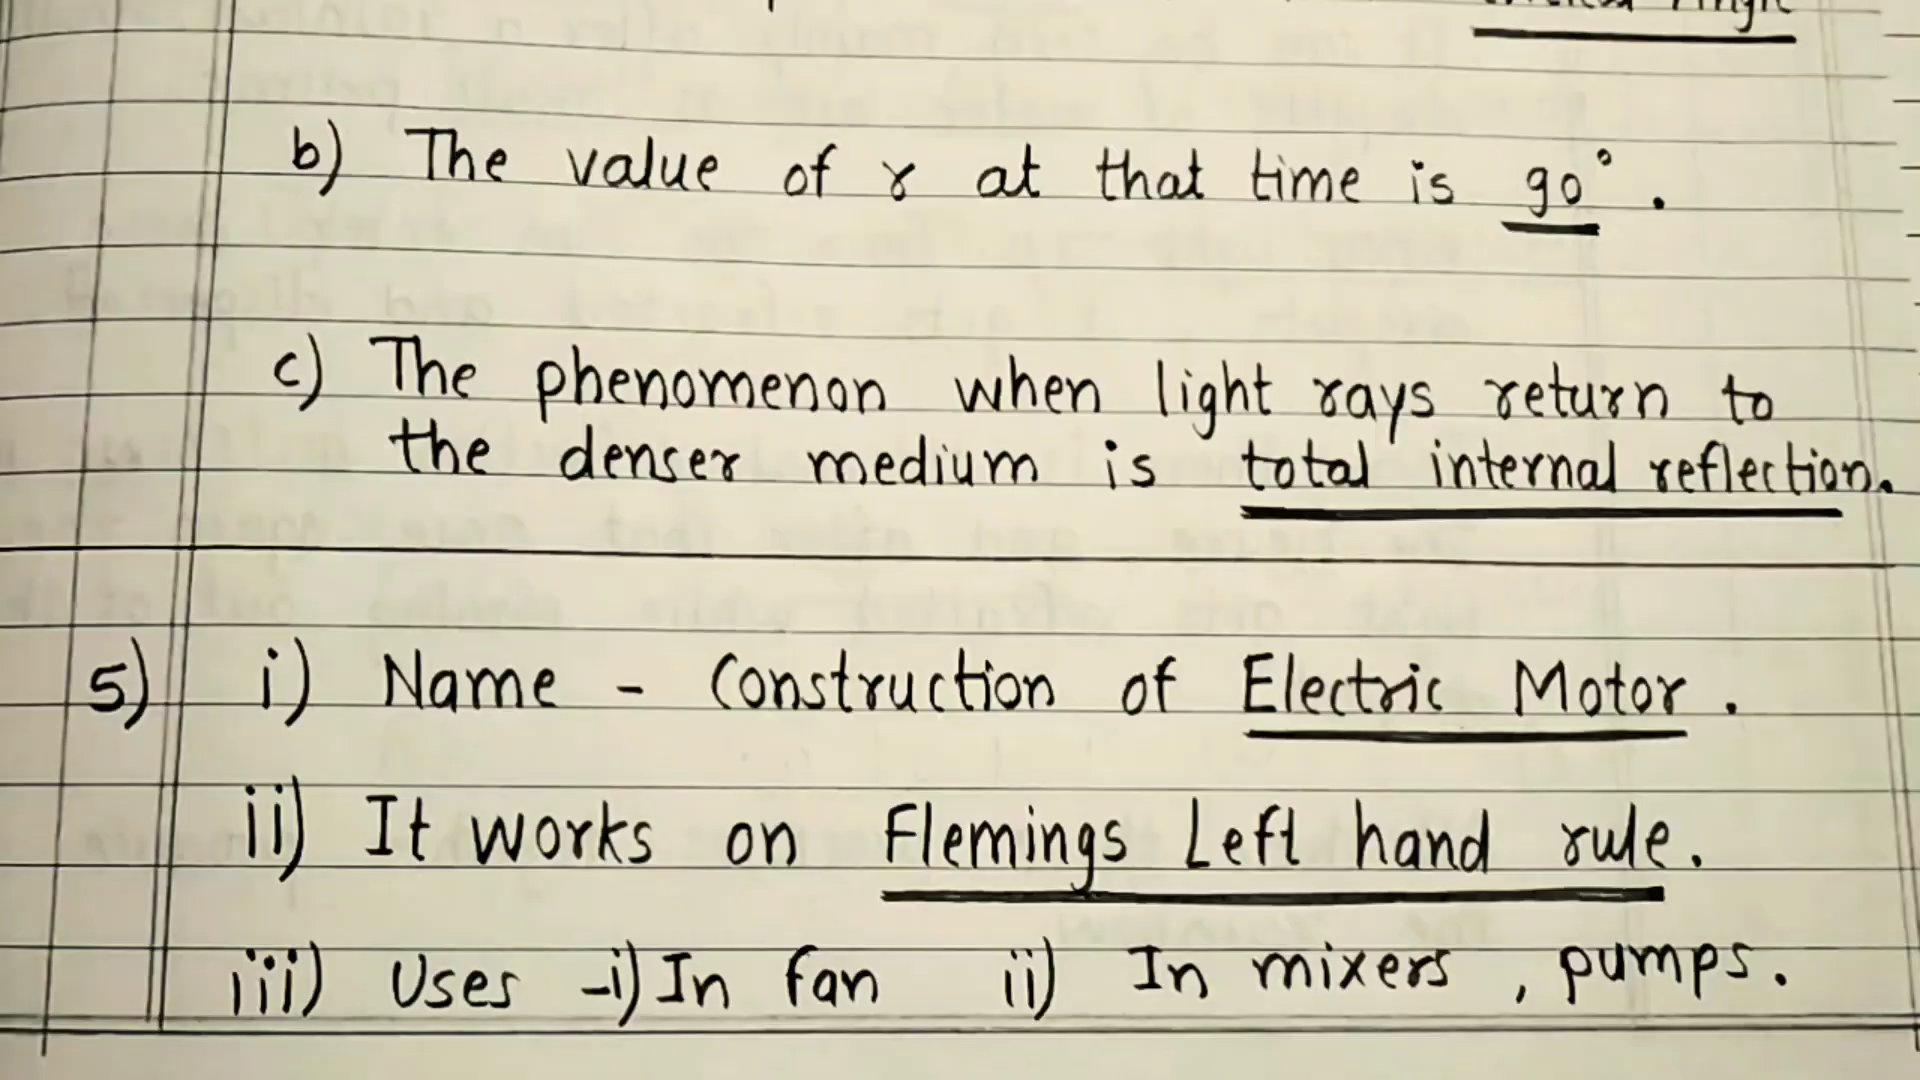 b) The value of r at that time is 90°.
c) The phenomenon when light rays return to
the denser medium is total internal reflection.
5) i) Name - Construction of Electric Motor.
ii) It works on Flemings Left hand rule.
iii) Uses -i) In fan ii) In mixers, pumps.